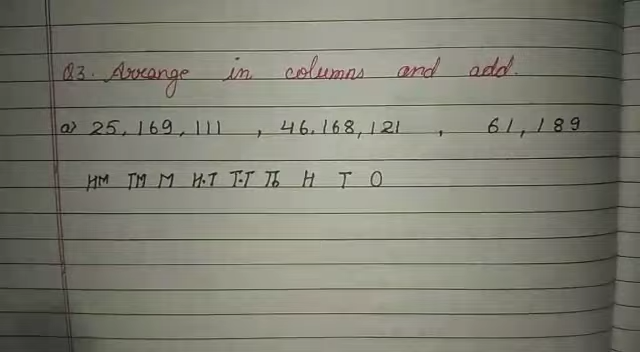 Q3. Arrange in columns and add.
a) 25,169,111 , 46,168,121 , 61,189
HM TM M H.T T.T Th H T O